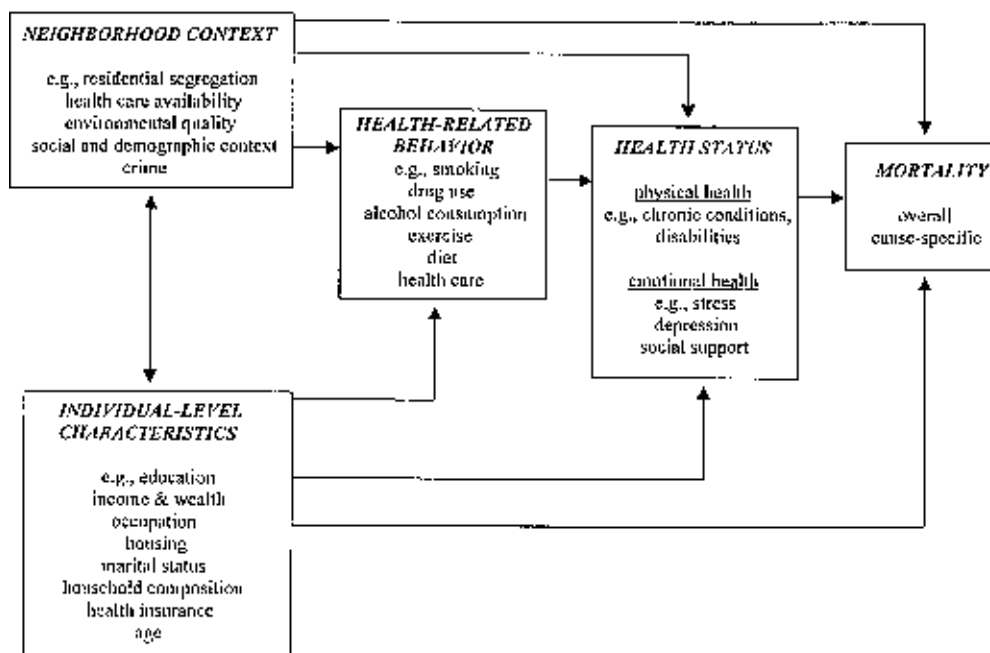 NEIGHBORHOOD CONTEXT
e.g., residential segregation
health care availability
environmental quality
social and demographic context
crime
HEALTH-RELATED
BEHAVIOR
e.g., smoking
drug use
alcohol consumption
exercise
diet
health care
HEALTH STATUS
physical health
e.g., chronic conditions,
disabilities
emotional health
e.g., stress
depression
social support
MORTALITY
overall
cause-specific
INDIVIDUAL-LEVEL
CHARACTERISTICS
e.g., education
income & wealth
occupation
housing
marital status
household composition
health insurance
age